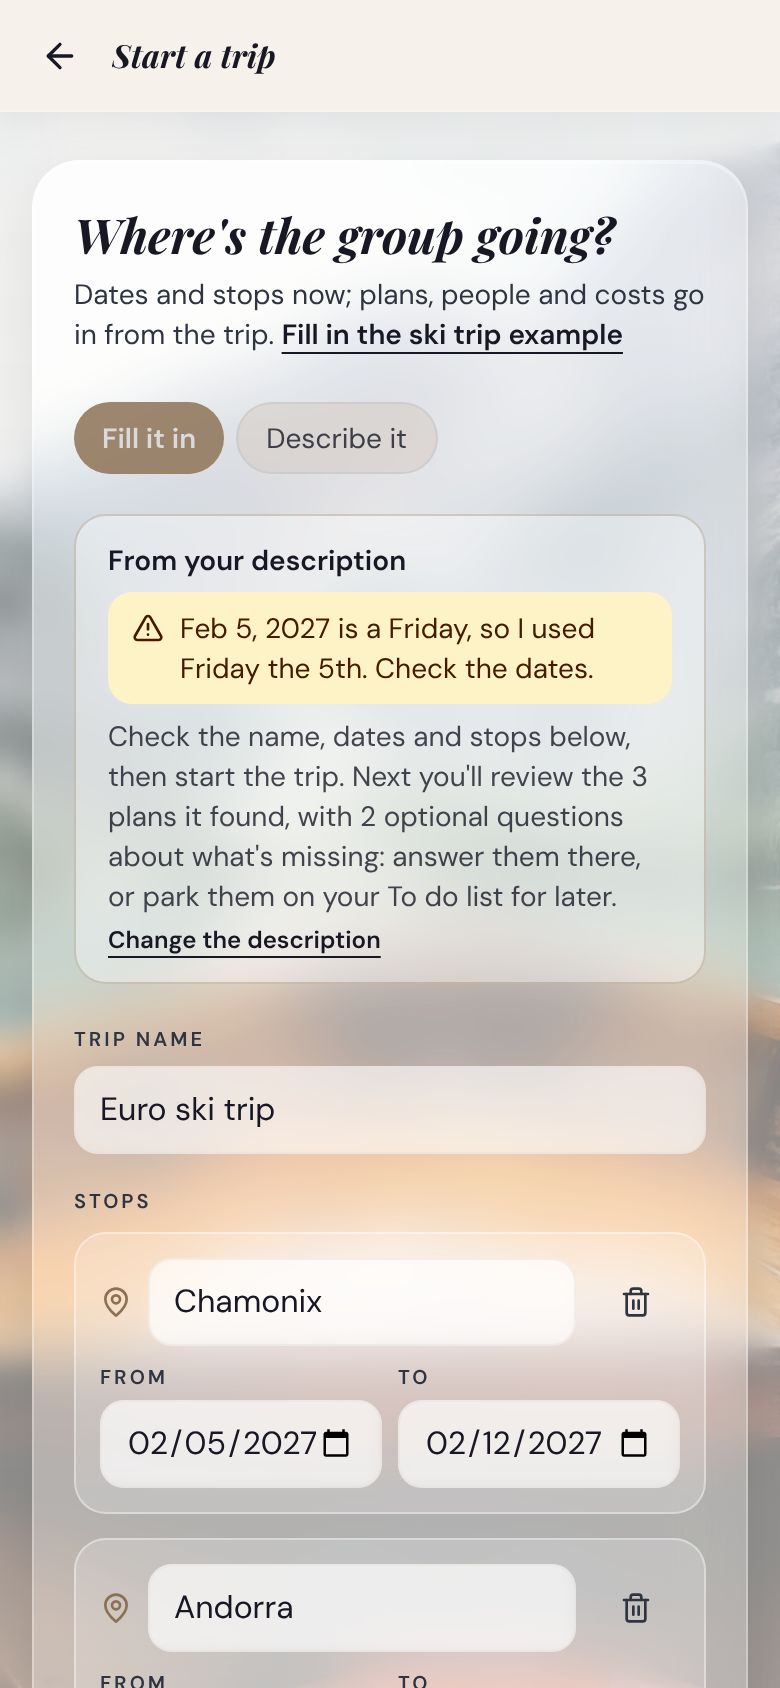 Start a trip
Where's the group going?
Dates and stops now; plans, people and costs go
in from the trip. Fill in the ski trip example
Fill it in
Describe it
From your description
Feb 5, 2027 is a Friday, so I used
Friday the 5th. Check the dates.
Check the name, dates and stops below,
then start the trip. Next you'll review the 3
plans it found, with 2 optional questions
about what's missing: answer them there,
or park them on your To do list for later.
Change the description
TRIP NAME
Euro ski trip
STOPS
Chamonix
FROM
TO
02/05/2027
02/12/2027
Andorra
FROM
TO